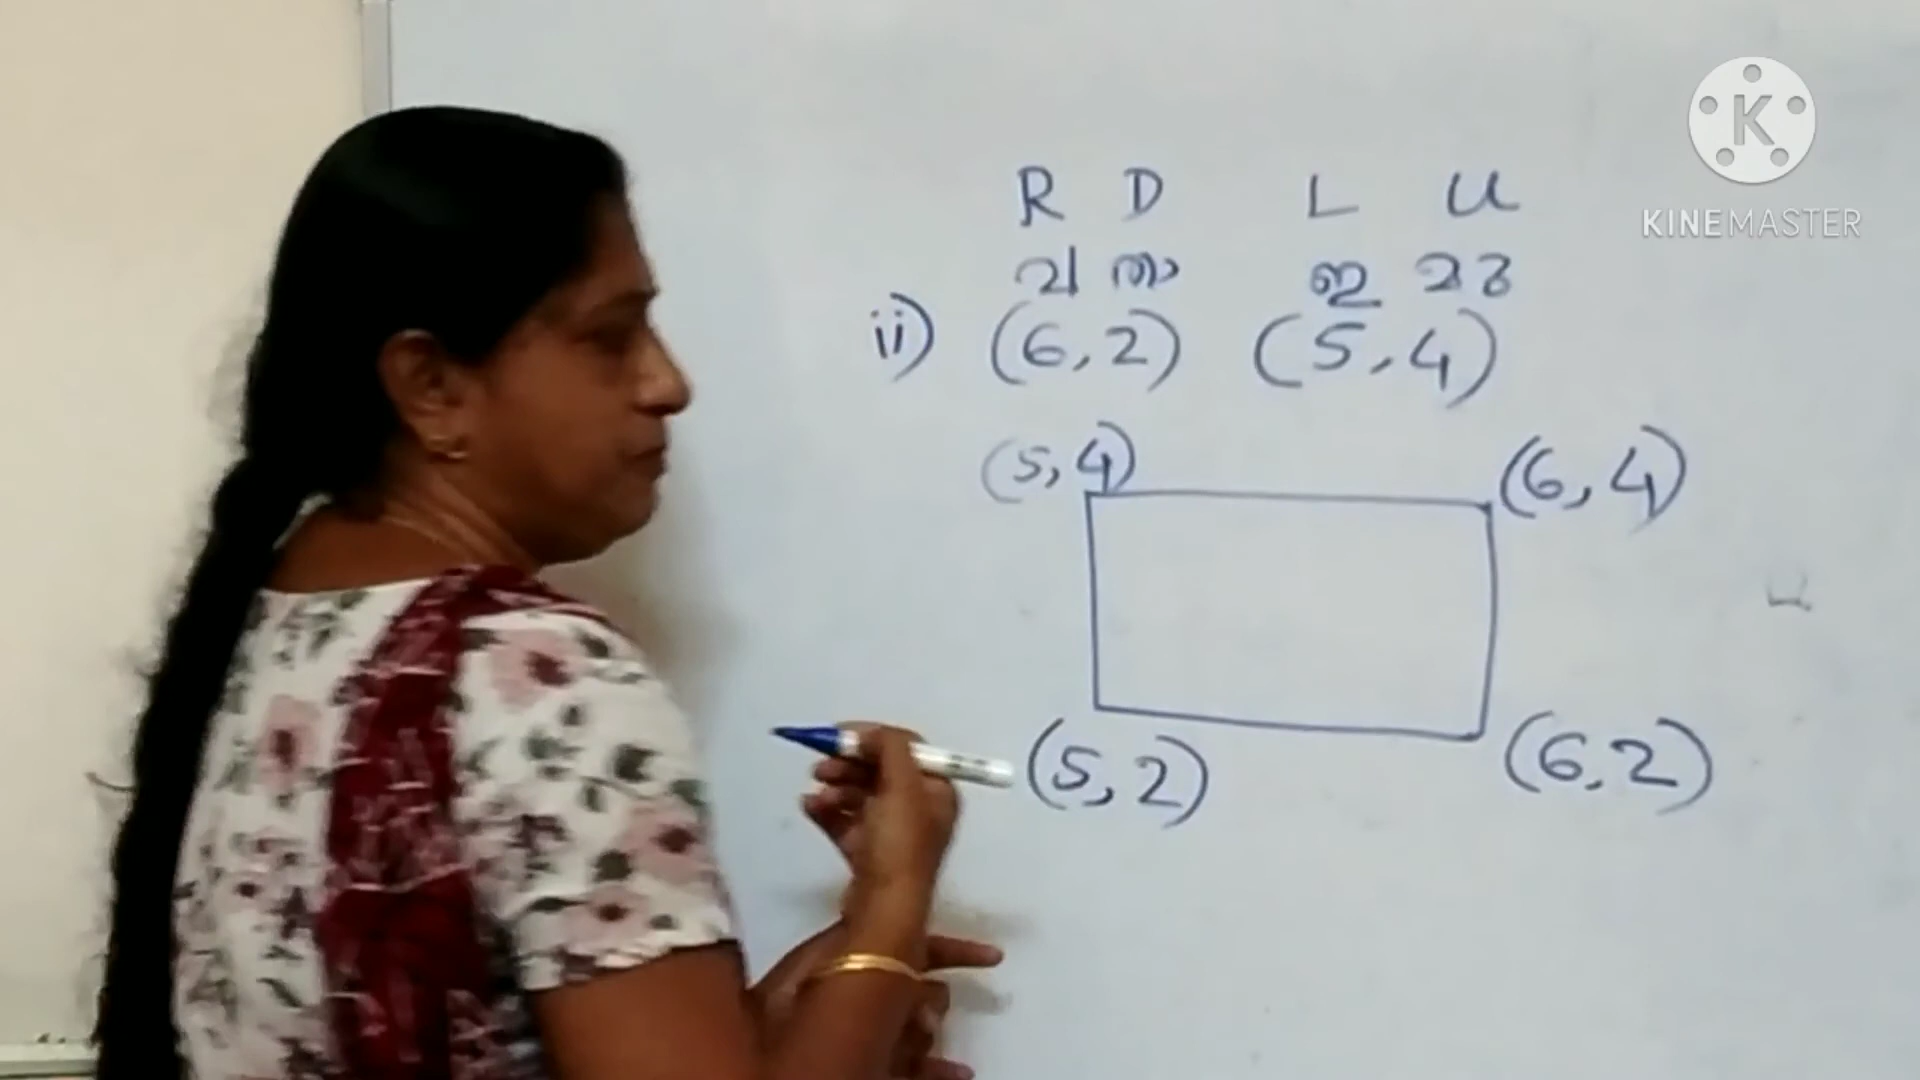 R D L U
വ താ ഇ മു
ii) (6, 2) (5, 4)
(5, 4) (6, 4)
(5, 2) (6, 2)
K
KINEMASTER